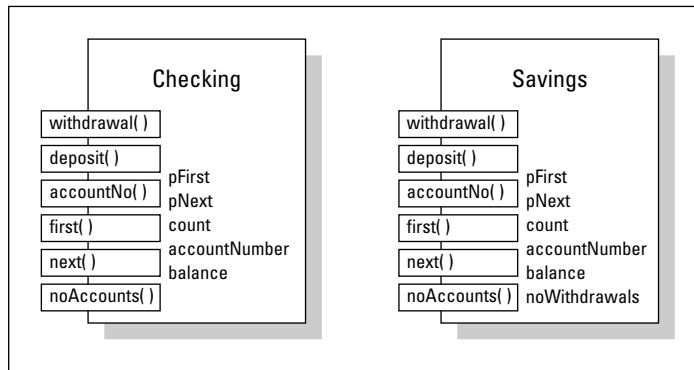 Checking
withdrawal( )
deposit( )
accountNo( )
first( )
next( )
noAccounts( )
pFirst
pNext
count
accountNumber
balance
Savings
withdrawal( )
deposit( )
accountNo( )
first( )
next( )
noAccounts( )
pFirst
pNext
count
accountNumber
balance
noWithdrawals